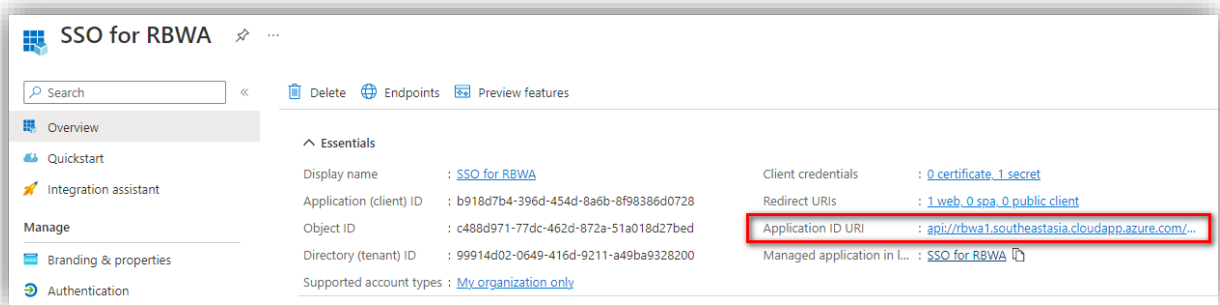 SSO for RBWA ...
Search «
Delete Endpoints Preview features
Overview
Quickstart
Integration assistant
Manage
Branding & properties
Authentication
Essentials
Display name : SSO for RBWA
Application (client) ID : b918d7b4-396d-454d-8a6b-8f98386d0728
Object ID : c488d971-77dc-462d-872a-51a018d27bed
Directory (tenant) ID : 99914d02-0649-416d-9211-a49ba9328200
Supported account types : My organization only
Client credentials : 0 certificate, 1 secret
Redirect URIs : 1 web, 0 spa, 0 public client
Application ID URI : api://rbwa1.southeastasia.cloudapp.azure.com/...
Managed application in l... : SSO for RBWA